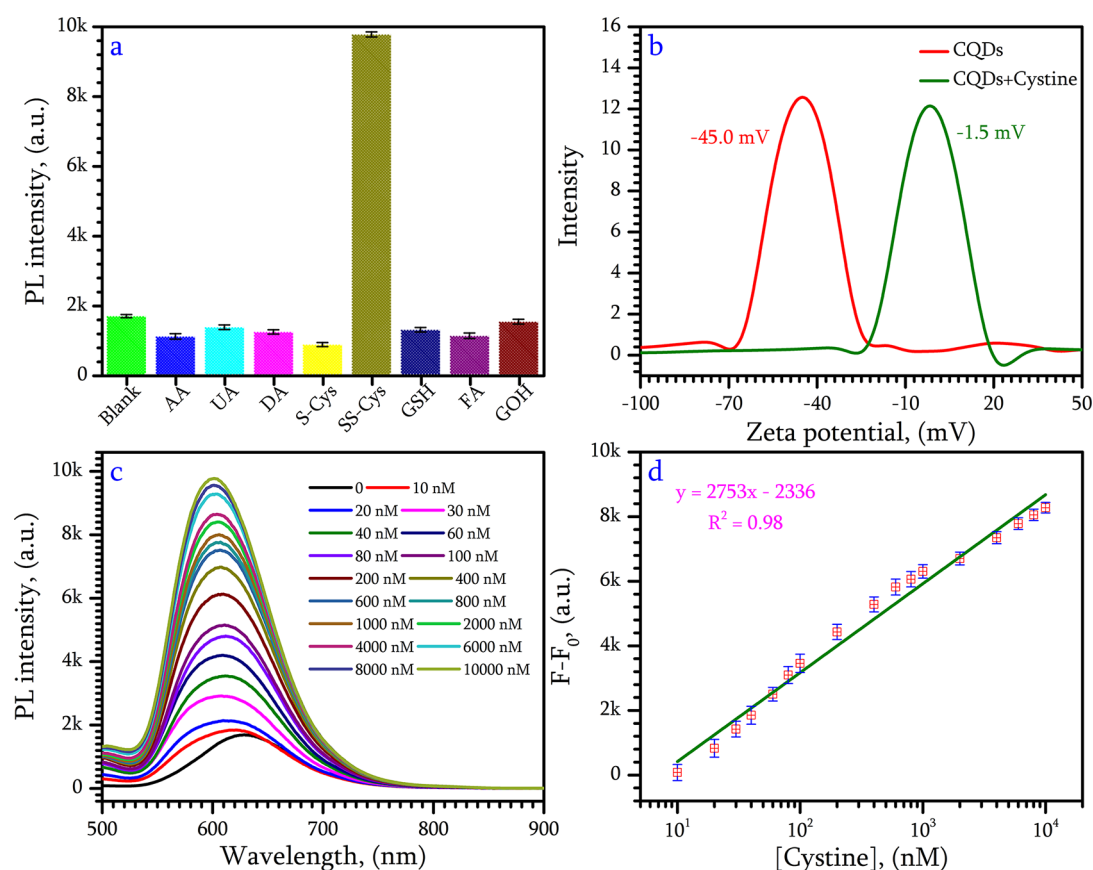 a
PL intensity, (a.u.)
10k
8k
6k
4k
2k
0
Blank
AA
UA
DA
S-Cys
SS-Cys
GSH
FA
GOH
b
Intensity
16
14
12
10
8
6
4
2
0
CQDs
CQDs+Cystine
-45.0 mV
-1.5 mV
-100
-70
-40
-10
20
50
Zeta potential, (mV)
c
PL intensity, (a.u.)
10k
8k
6k
4k
2k
0
0 10 nM
20 nM 30 nM
40 nM 60 nM
80 nM 100 nM
200 nM 400 nM
600 nM 800 nM
1000 nM 2000 nM
4000 nM 6000 nM
8000 nM 10000 nM
500
600
700
800
900
Wavelength, (nm)
d
F-F₀, (a.u.)
10k
8k
6k
4k
2k
0
y = 2753x - 2336
R² = 0.98
10¹
10²
10³
10⁴
[Cystine], (nM)